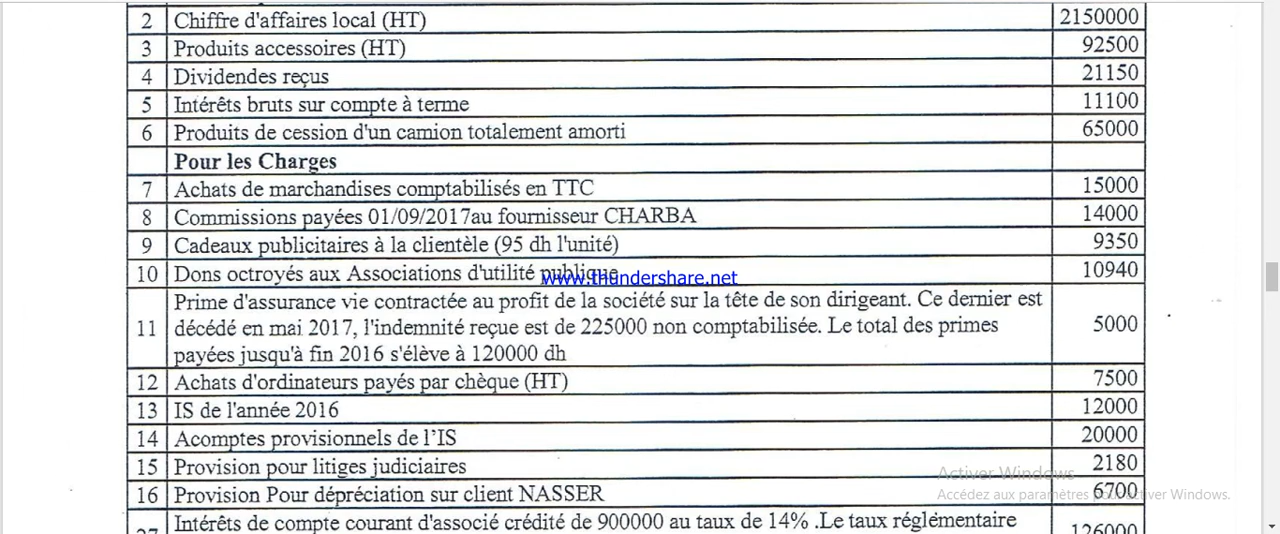 2 Chiffre d'affaires local (HT) 2150000
3 Produits accessoires (HT) 92500
4 Dividendes reçus 21150
5 Intérêts bruts sur compte à terme 11100
6 Produits de cession d'un camion totalement amorti 65000
Pour les Charges
7 Achats de marchandises comptabilisés en TTC 15000
8 Commissions payées 01/09/2017au fournisseur CHARBA 14000
9 Cadeaux publicitaires à la clientèle (95 dh l'unité) 9350
10 Dons octroyés aux Associations d'utilité publique 10940
www.thundershare.net
Prime d'assurance vie contractée au profit de la société sur la tête de son dirigeant. Ce dernier est
11 décédé en mai 2017, l'indemnité reçue est de 225000 non comptabilisée. Le total des primes 5000
payées jusqu'à fin 2016 s'élève à 120000 dh
12 Achats d'ordinateurs payés par chèque (HT) 7500
13 IS de l'année 2016 12000
14 Acomptes provisionnels de l'IS 20000
15 Provision pour litiges judiciaires 2180
Activer Windows
16 Provision Pour dépréciation sur client NASSER 6700
Accédez aux paramètres pour activer Windows.
Intérêts de compte courant d'associé crédité de 900000 au taux de 14% .Le taux réglementaire 126000